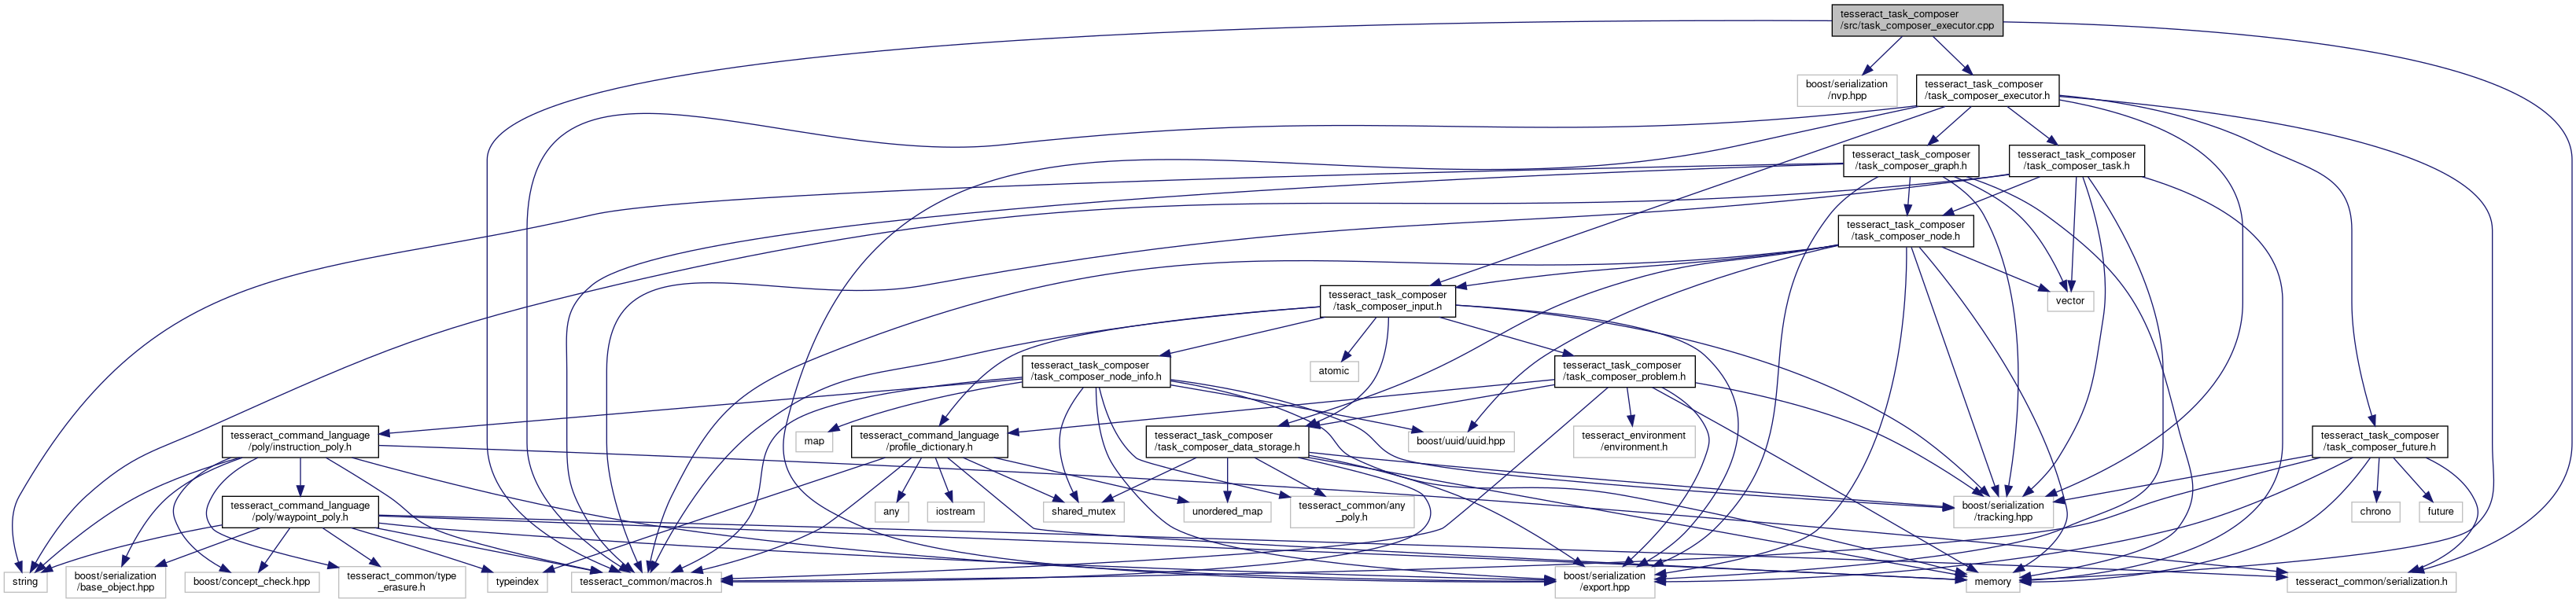 tesseract_task_composer
/src/task_composer_executor.cpp
boost/serialization
/nvp.hpp
tesseract_task_composer
/task_composer_executor.h
tesseract_task_composer
/task_composer_graph.h
tesseract_task_composer
/task_composer_task.h
tesseract_task_composer
/task_composer_node.h
tesseract_task_composer
/task_composer_input.h
vector
tesseract_task_composer
/task_composer_node_info.h
atomic
tesseract_task_composer
/task_composer_problem.h
tesseract_command_language
/poly/instruction_poly.h
map
tesseract_command_language
/profile_dictionary.h
tesseract_task_composer
/task_composer_data_storage.h
boost/uuid/uuid.hpp
tesseract_environment
/environment.h
tesseract_task_composer
/task_composer_future.h
tesseract_command_language
/poly/waypoint_poly.h
any
iostream
shared_mutex
unordered_map
tesseract_common/any
_poly.h
boost/serialization
/tracking.hpp
chrono
future
string
boost/serialization
/base_object.hpp
boost/concept_check.hpp
tesseract_common/type
_erasure.h
typeindex
tesseract_common/macros.h
boost/serialization
/export.hpp
memory
tesseract_common/serialization.h